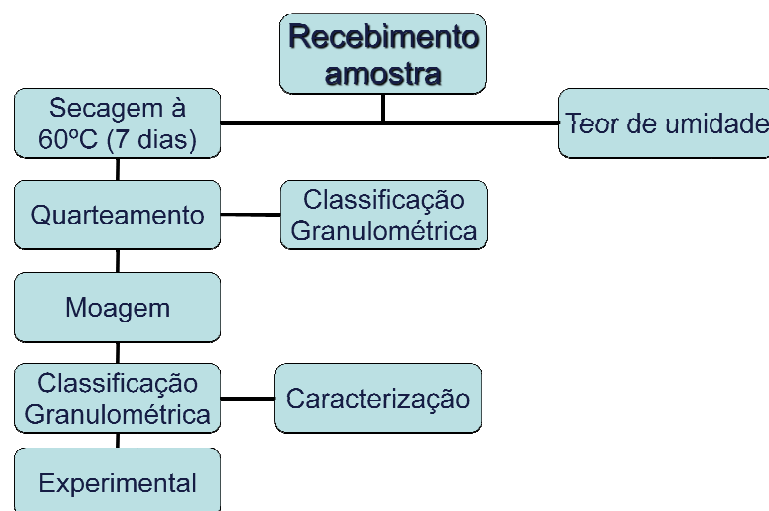 Recebimento
amostra
Secagem à
60ºC (7 dias)
Teor de umidade
Quarteamento
Classificação
Granulométrica
Moagem
Classificação
Granulométrica
Caracterização
Experimental